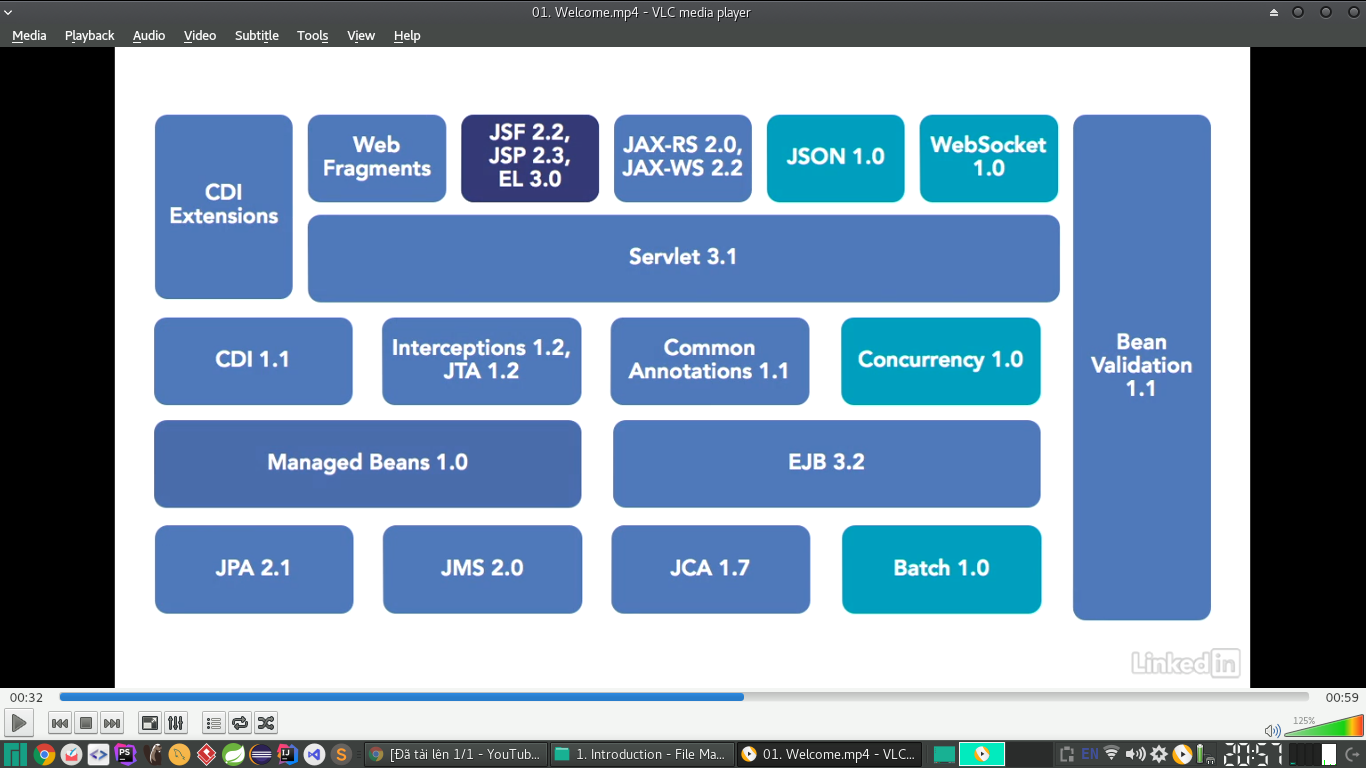 01. Welcome.mp4 - VLC media player
Media Playback Audio Video Subtitle Tools View Help
CDI
Extensions
Web
Fragments
JSF 2.2,
JSP 2.3,
EL 3.0
JAX-RS 2.0,
JAX-WS 2.2
JSON 1.0
WebSocket
1.0
Servlet 3.1
Bean
Validation
1.1
CDI 1.1
Interceptions 1.2,
JTA 1.2
Common
Annotations 1.1
Concurrency 1.0
Managed Beans 1.0
EJB 3.2
JPA 2.1
JMS 2.0
JCA 1.7
Batch 1.0
Linked in
00:32
00:59
125%
PS
IJ
S
[Đã tải lên 1/1 - YouTub...
1. Introduction - File Ma...
01. Welcome.mp4 - VLC...
EN
20:57